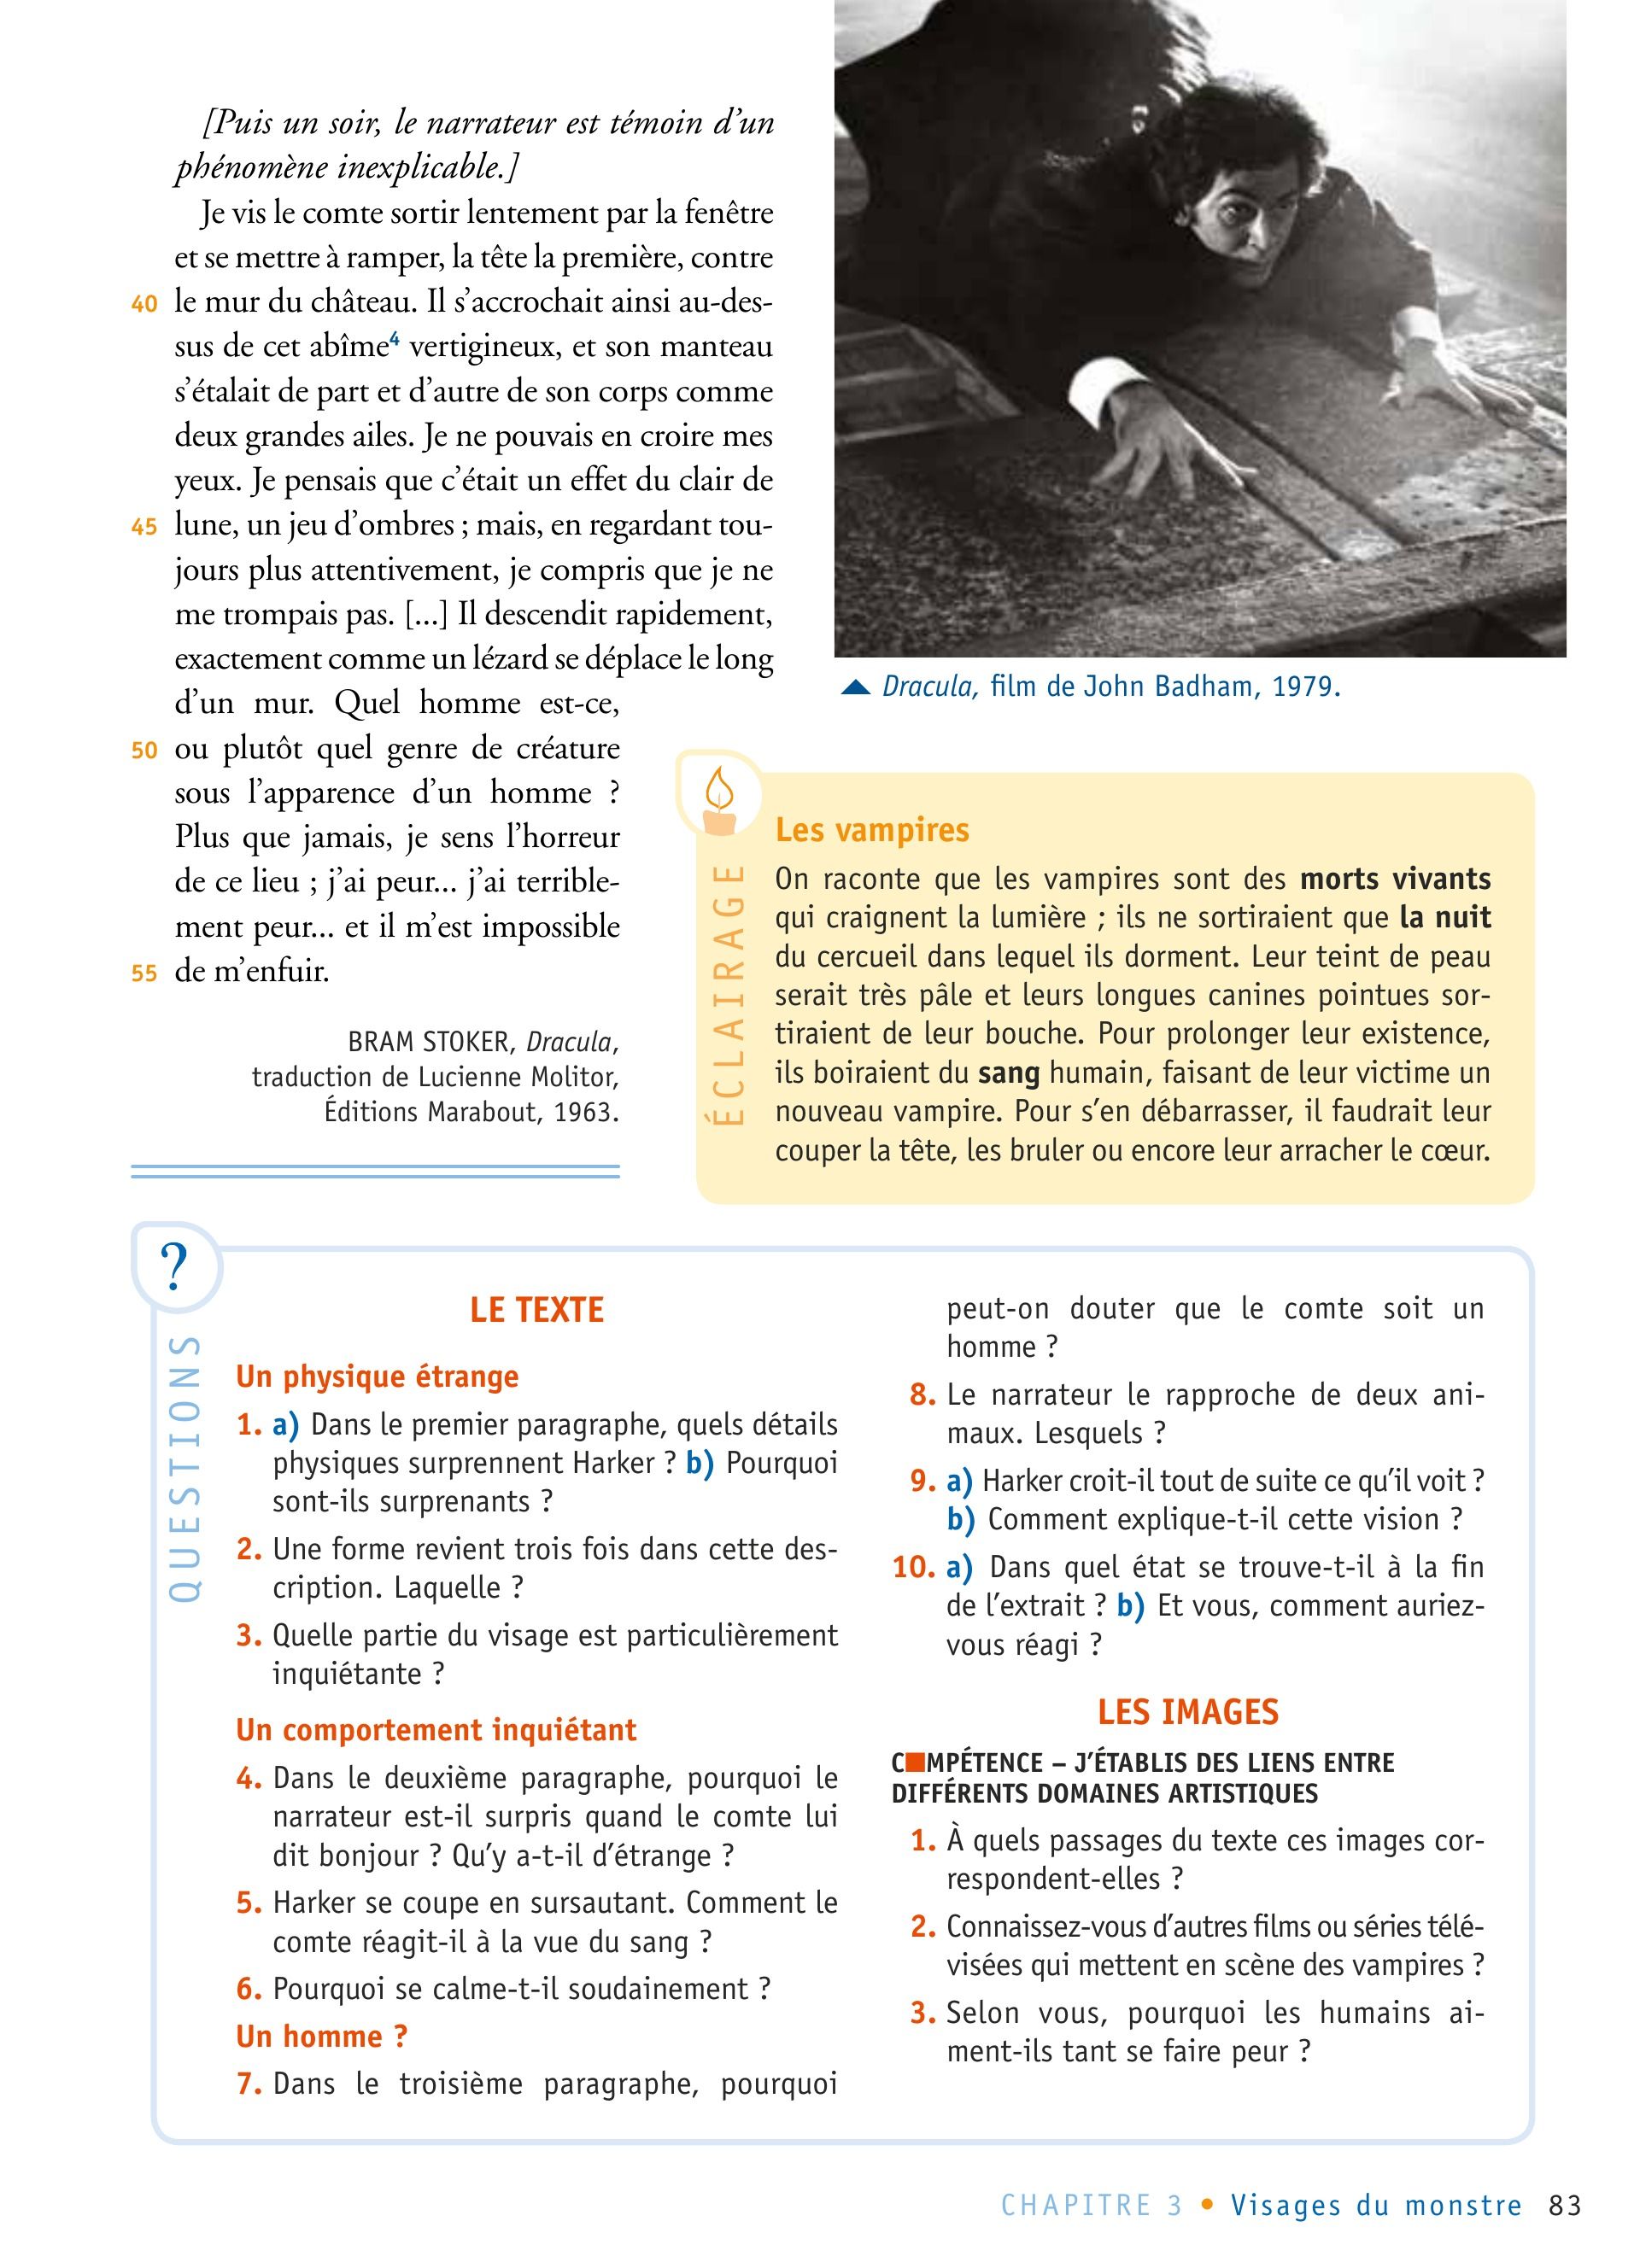 [Puis un soir, le narrateur est témoin d'un
phénomène inexplicable.]
Je vis le comte sortir lentement par la fenêtre
et se mettre à ramper, la tête la première, contre
40 le mur du château. Il s'accrochait ainsi au-des-
sus de cet abîme4 vertigineux, et son manteau
s'étalait de part et d'autre de son corps comme
deux grandes ailes. Je ne pouvais en croire mes
yeux. Je pensais que c'était un effet du clair de
45 lune, un jeu d'ombres ; mais, en regardant tou-
jours plus attentivement, je compris que je ne
me trompais pas. [...] Il descendit rapidement,
exactement comme un lézard se déplace le long
d'un mur. Quel homme est-ce,
50 ou plutôt quel genre de créature
sous l'apparence d'un homme ?
Plus que jamais, je sens l'horreur
de ce lieu ; j'ai peur... j'ai terrible-
ment peur... et il m'est impossible
55 de m'enfuir.
BRAM STOKER, Dracula,
traduction de Lucienne Molitor,
Éditions Marabout, 1963.
▲ Dracula, film de John Badham, 1979.
ÉCLAIRAGE
Les vampires
On raconte que les vampires sont des morts vivants
qui craignent la lumière ; ils ne sortiraient que la nuit
du cercueil dans lequel ils dorment. Leur teint de peau
serait très pâle et leurs longues canines pointues sor-
tiraient de leur bouche. Pour prolonger leur existence,
ils boiraient du sang humain, faisant de leur victime un
nouveau vampire. Pour s'en débarrasser, il faudrait leur
couper la tête, les bruler ou encore leur arracher le cœur.
?
QUESTIONS
LE TEXTE
Un physique étrange
1. a) Dans le premier paragraphe, quels détails
physiques surprennent Harker ? b) Pourquoi
sont-ils surprenants ?
2. Une forme revient trois fois dans cette des-
cription. Laquelle ?
3. Quelle partie du visage est particulièrement
inquiétante ?
Un comportement inquiétant
4. Dans le deuxième paragraphe, pourquoi le
narrateur est-il surpris quand le comte lui
dit bonjour ? Qu'y a-t-il d'étrange ?
5. Harker se coupe en sursautant. Comment le
comte réagit-il à la vue du sang ?
6. Pourquoi se calme-t-il soudainement ?
Un homme ?
7. Dans le troisième paragraphe, pourquoi
peut-on douter que le comte soit un
homme ?
8. Le narrateur le rapproche de deux ani-
maux. Lesquels ?
9. a) Harker croit-il tout de suite ce qu'il voit ?
b) Comment explique-t-il cette vision ?
10. a) Dans quel état se trouve-t-il à la fin
de l'extrait ? b) Et vous, comment auriez-
vous réagi ?
LES IMAGES
C■MPÉTENCE – J'ÉTABLIS DES LIENS ENTRE
DIFFÉRENTS DOMAINES ARTISTIQUES
1. À quels passages du texte ces images cor-
respondent-elles ?
2. Connaissez-vous d'autres films ou séries télé-
visées qui mettent en scène des vampires ?
3. Selon vous, pourquoi les humains ai-
ment-ils tant se faire peur ?
CHAPITRE 3 • Visages du monstre 83